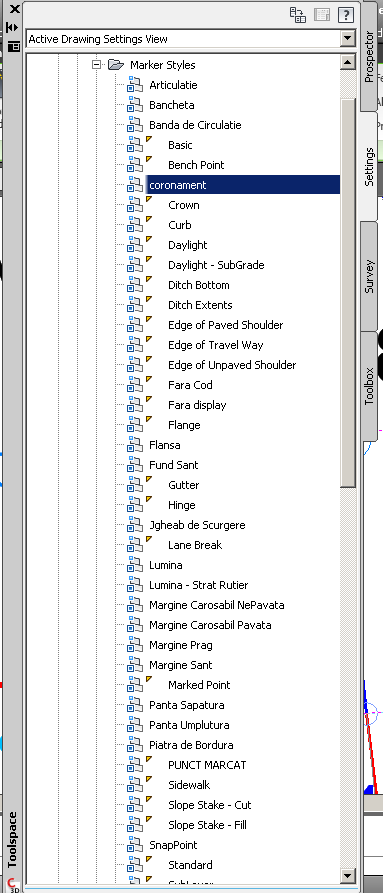 Active Drawing Settings View
Marker Styles
Articulatie
Bancheta
Banda de Circulatie
Basic
Bench Point
coronament
Crown
Curb
Daylight
Daylight - SubGrade
Ditch Bottom
Ditch Extents
Edge of Paved Shoulder
Edge of Travel Way
Edge of Unpaved Shoulder
Fara Cod
Fara display
Flange
Flansa
Fund Sant
Gutter
Hinge
Jgheab de Scurgere
Lane Break
Lumina
Lumina - Strat Rutier
Margine Carosabil NePavata
Margine Carosabil Pavata
Margine Prag
Margine Sant
Marked Point
Panta Sapatura
Panta Umplutura
Piatra de Bordura
PUNCT MARCAT
Sidewalk
Slope Stake - Cut
Slope Stake - Fill
SnapPoint
Standard
Prospector
Settings
Survey
Toolbox
Toolspace